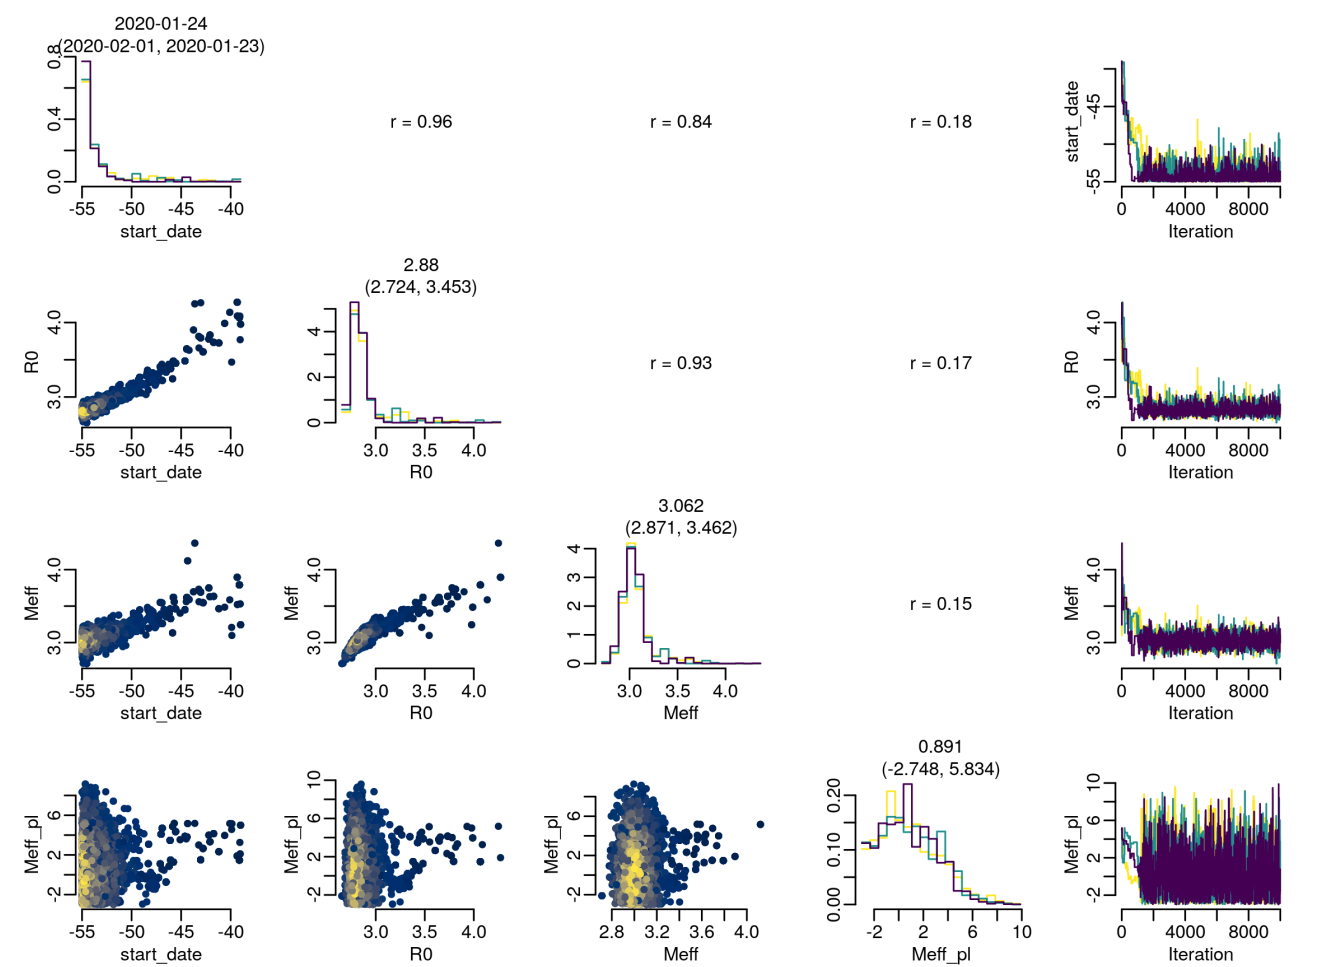 2020-01-24
(2020-02-01, 2020-01-23)
0.0 0.4 0.8
-55 -50 -45 -40
start_date
r = 0.96
r = 0.84
r = 0.18
start_date
-55 -45
0 4000 8000
Iteration
R0
3.0 4.0
-55 -50 -45 -40
start_date
2.88
(2.724, 3.453)
0 2 4
3.0 3.5 4.0
R0
r = 0.93
r = 0.17
R0
3.0 4.0
0 4000 8000
Iteration
Meff
3.0 4.0
-55 -50 -45 -40
start_date
Meff
3.0 4.0
3.0 3.5 4.0
R0
3.062
(2.871, 3.462)
0 1 2 3 4
3.0 3.5 4.0
Meff
r = 0.15
Meff
3.0 4.0
0 4000 8000
Iteration
Meff_pl
-2 2 6
-55 -50 -45 -40
start_date
Meff_pl
-2 2 6 10
3.0 3.5 4.0
R0
Meff_pl
-2 2 6
2.8 3.2 3.6 4.0
Meff
0.891
(-2.748, 5.834)
0.00 0.10 0.20
-2 2 6 10
Meff_pl
Meff_pl
-2 2 6 10
0 4000 8000
Iteration